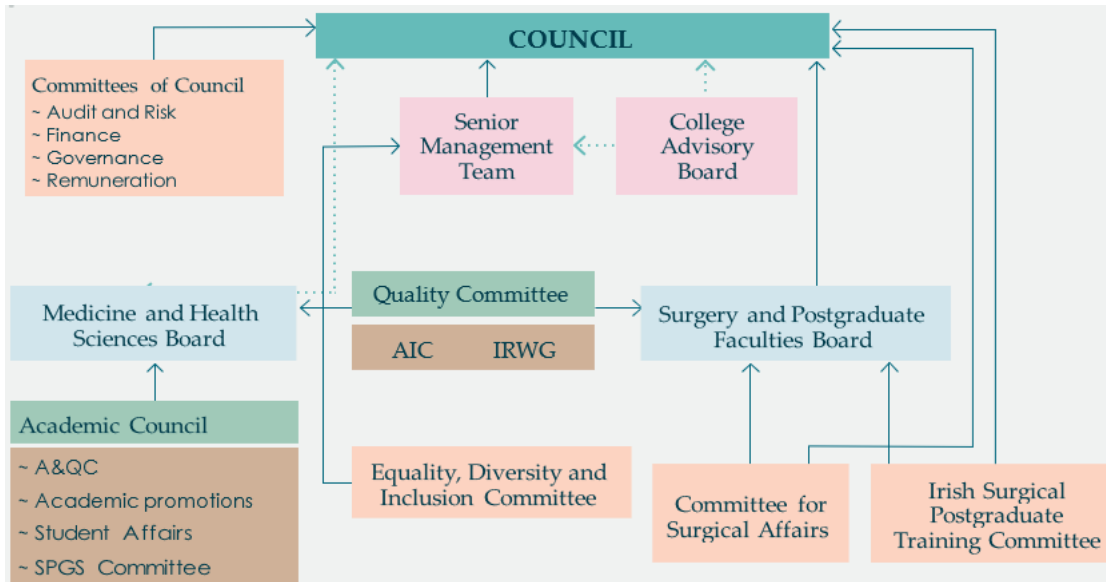 COUNCIL
Committees of Council
~ Audit and Risk
~ Finance
~ Governance
~ Remuneration
Senior
Management
Team
College
Advisory
Board
Medicine and Health
Sciences Board
Quality Committee
AIC IRWG
Surgery and Postgraduate
Faculties Board
Academic Council
~ A&QC
~ Academic promotions
~ Student Affairs
~ SPGS Committee
Equality, Diversity and
Inclusion Committee
Committee for
Surgical Affairs
Irish Surgical
Postgraduate
Training Committee